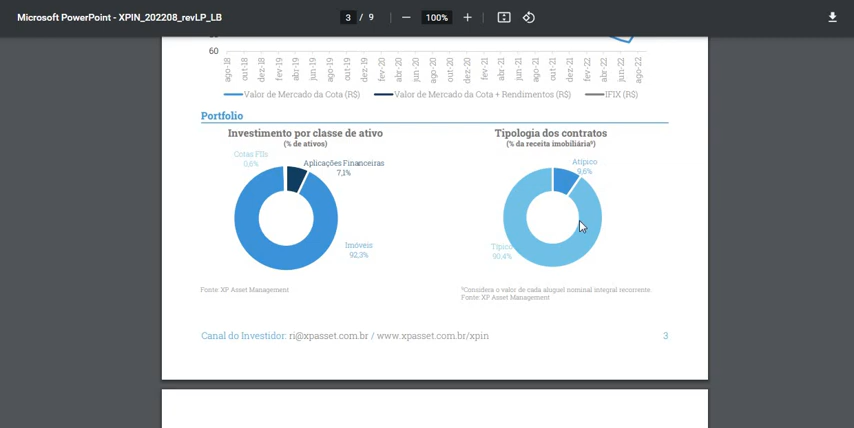 Microsoft PowerPoint - XPIN_202208_revLP_LB
3 / 9
100%
60
ago-18
out-18
dez-18
fev-19
abr-19
jun-19
ago-19
out-19
dez-19
fev-20
abr-20
jun-20
ago-20
out-20
dez-20
fev-21
abr-21
jun-21
ago-21
out-21
dez-21
fev-22
abr-22
jun-22
ago-22
Valor de Mercado da Cota (R$)
Valor de Mercado da Cota + Rendimentos (R$)
IFIX (R$)
Portfolio
Investimento por classe de ativo
(% de ativos)
Cotas FIIs
0,6%
Aplicações Financeiras
7,1%
Imóveis
92,3%
Fonte: XP Asset Management
Tipologia dos contratos
(% da receita imobiliária⁹)
Atípico
9,6%
Típico
90,4%
⁹Considera o valor de cada aluguel nominal integral recorrente
Fonte: XP Asset Management
Canal do Investidor: ri@xpasset.com.br / www.xpasset.com.br/xpin
3